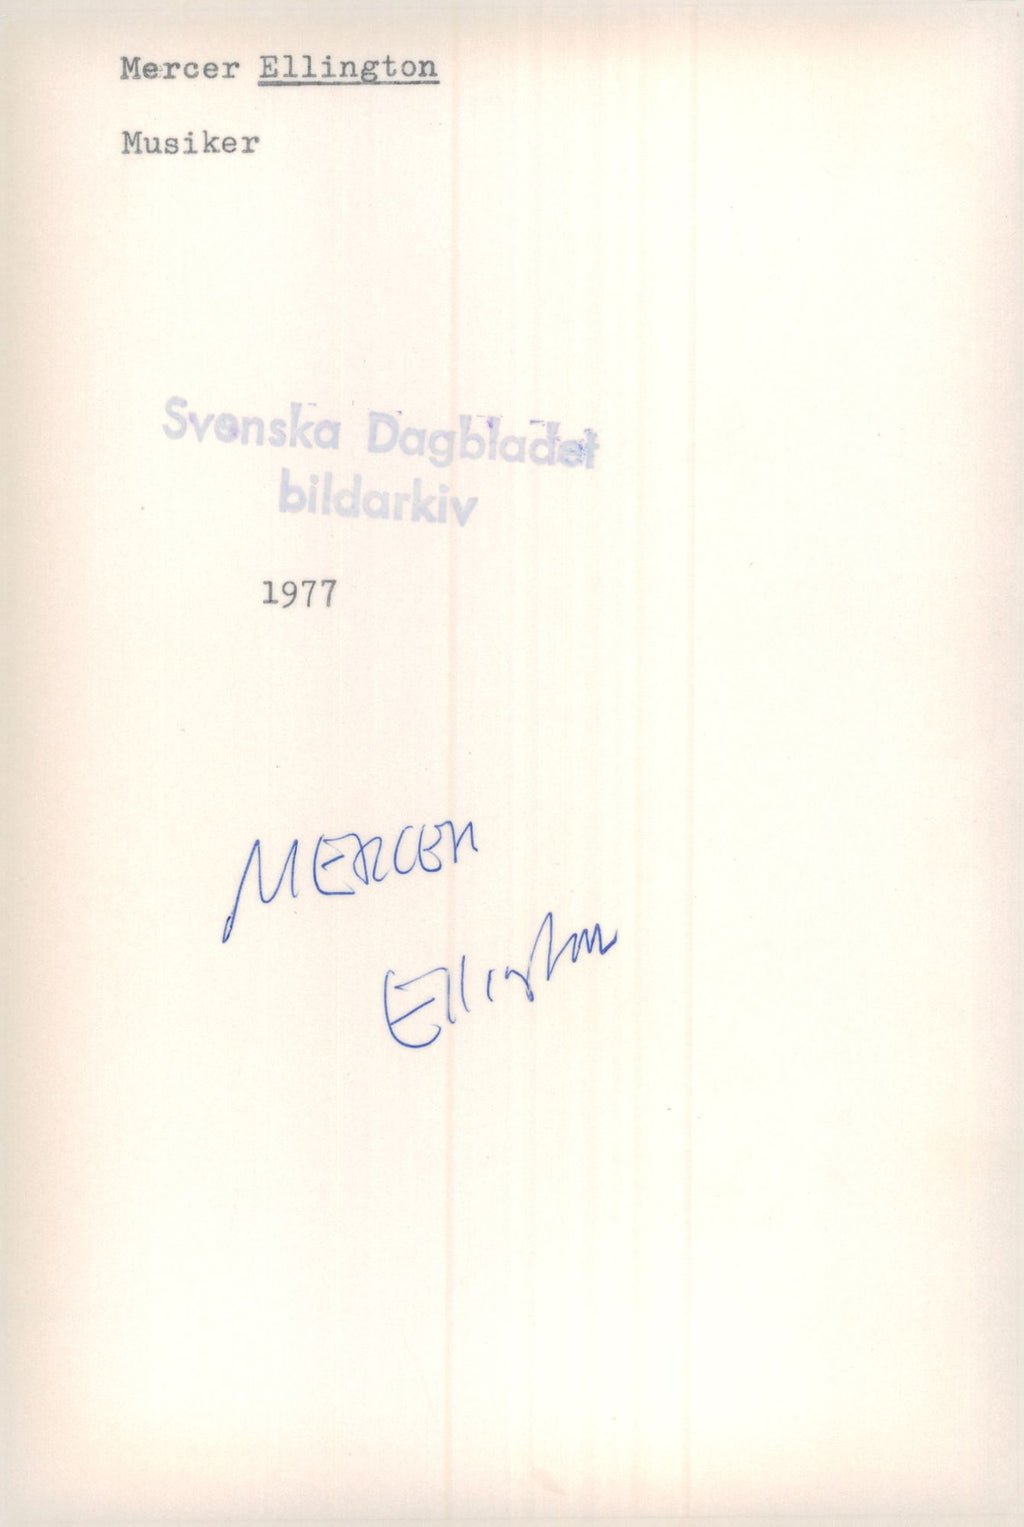 Mercer Ellington
Musiker
Svenska Dagbladet
bildarkiv
1977
MERCER
Ellington